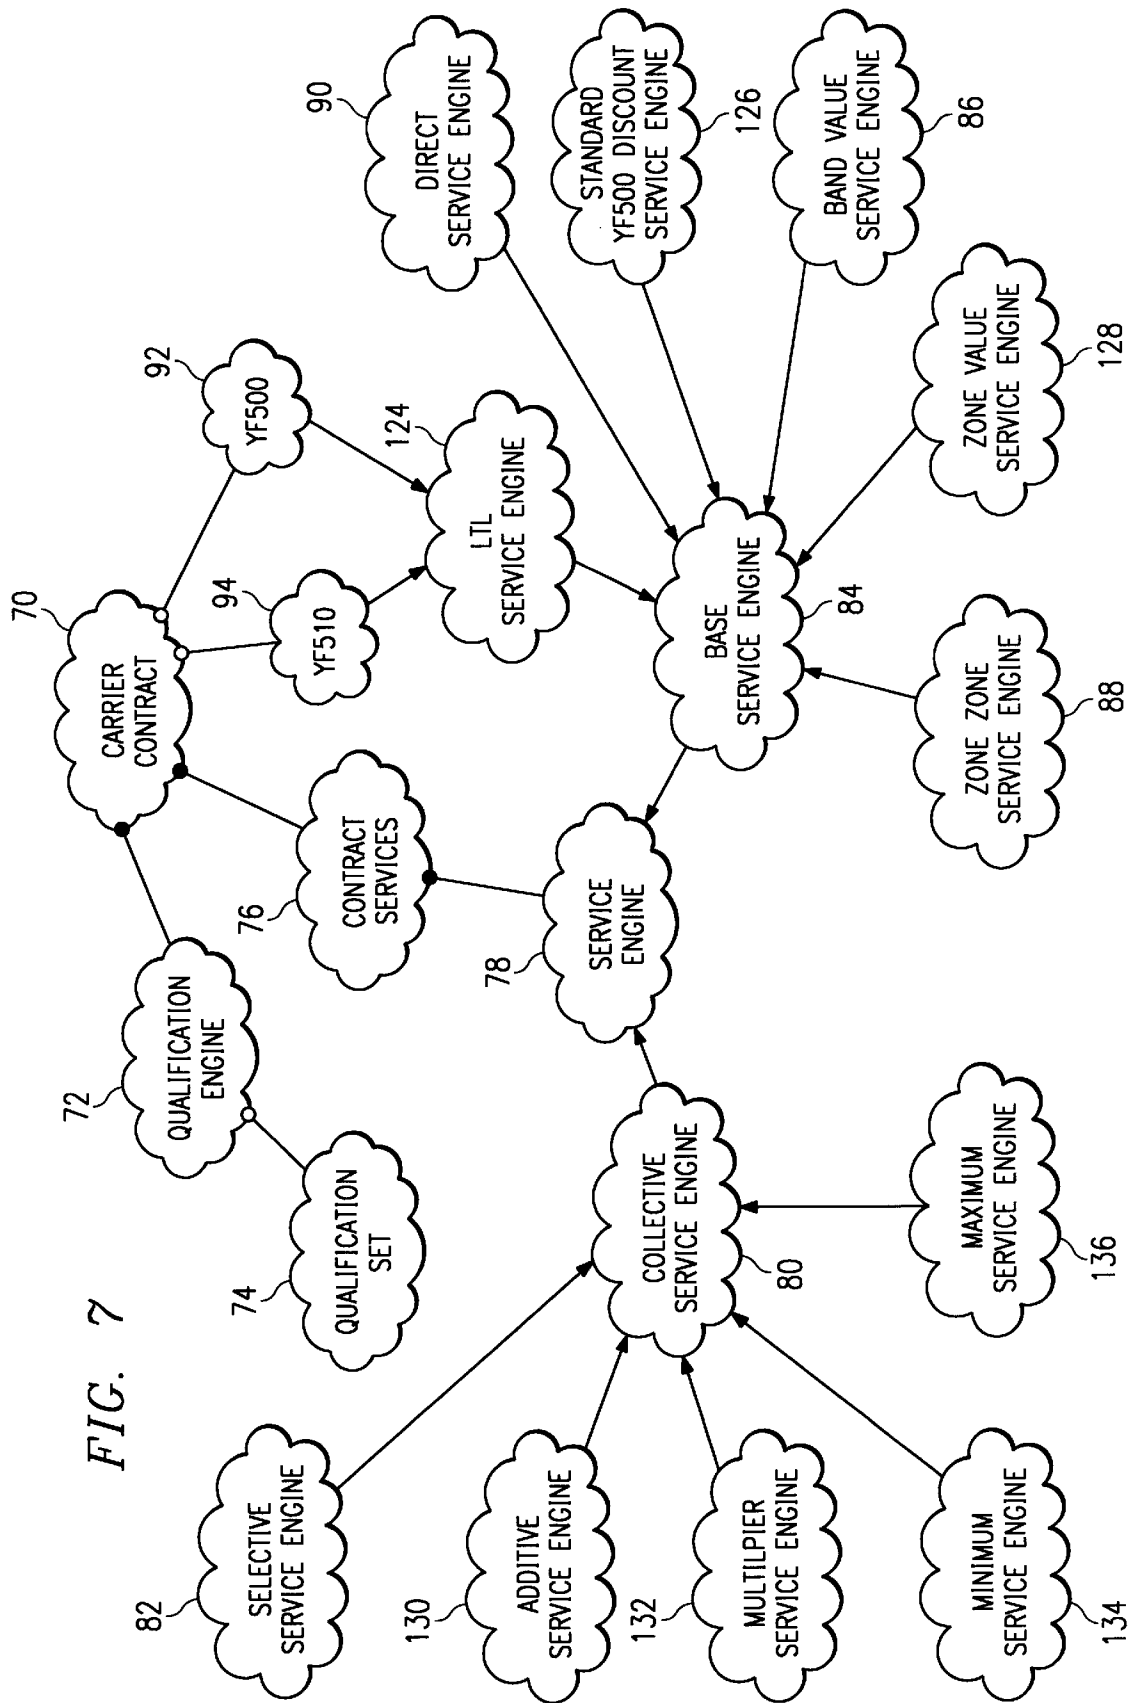 FIG. 7
70
CARRIER
CONTRACT
92
YF500
94
YF510
72
QUALIFICATION
ENGINE
74
QUALIFICATION
SET
76
CONTRACT
SERVICES
124
LTL
SERVICE ENGINE
90
DIRECT
SERVICE ENGINE
STANDARD
YF500 DISCOUNT
SERVICE ENGINE
126
BAND VALUE
SERVICE ENGINE
86
ZONE VALUE
SERVICE ENGINE
128
ZONE ZONE
SERVICE ENGINE
88
BASE
SERVICE ENGINE
84
78
SERVICE
ENGINE
COLLECTIVE
SERVICE ENGINE
80
82
SELECTIVE
SERVICE ENGINE
130
ADDITIVE
SERVICE ENGINE
132
MULTILPIER
SERVICE ENGINE
MINIMUM
SERVICE ENGINE
134
MAXIMUM
SERVICE ENGINE
136